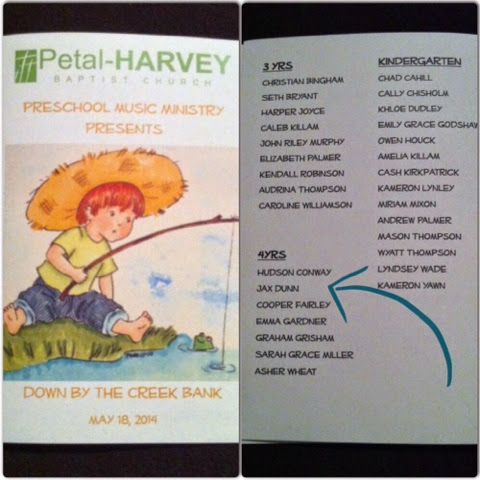 Petal-HARVEY
BAPTIST CHURCH
PRESCHOOL MUSIC MINISTRY
PRESENTS
DOWN BY THE CREEK BANK
MAY 18, 2014
3 YRS
CHRISTIAN BINGHAM
SETH BRYANT
HARPER JOYCE
CALEB KILLAM
JOHN RILEY MURPHY
ELIZABETH PALMER
KENDALL ROBINSON
AUDRINA THOMPSON
CAROLINE WILLIAMSON
4YRS
HUDSON CONWAY
JAX DUNN
COOPER FAIRLEY
EMMA GARDNER
GRAHAM GRISHAM
SARAH GRACE MILLER
ASHER WHEAT
KINDERGARTEN
CHAD CAHILL
CALLY CHISHOLM
KHLOE DUDLEY
EMILY GRACE GODSHAW
OWEN HOUCK
AMELIA KILLAM
CASH KIRKPATRICK
KAMERON LYNLEY
MIRIAM MIXON
ANDREW PALMER
MASON THOMPSON
WYATT THOMPSON
LYNDSEY WADE
KAMERON YAWN